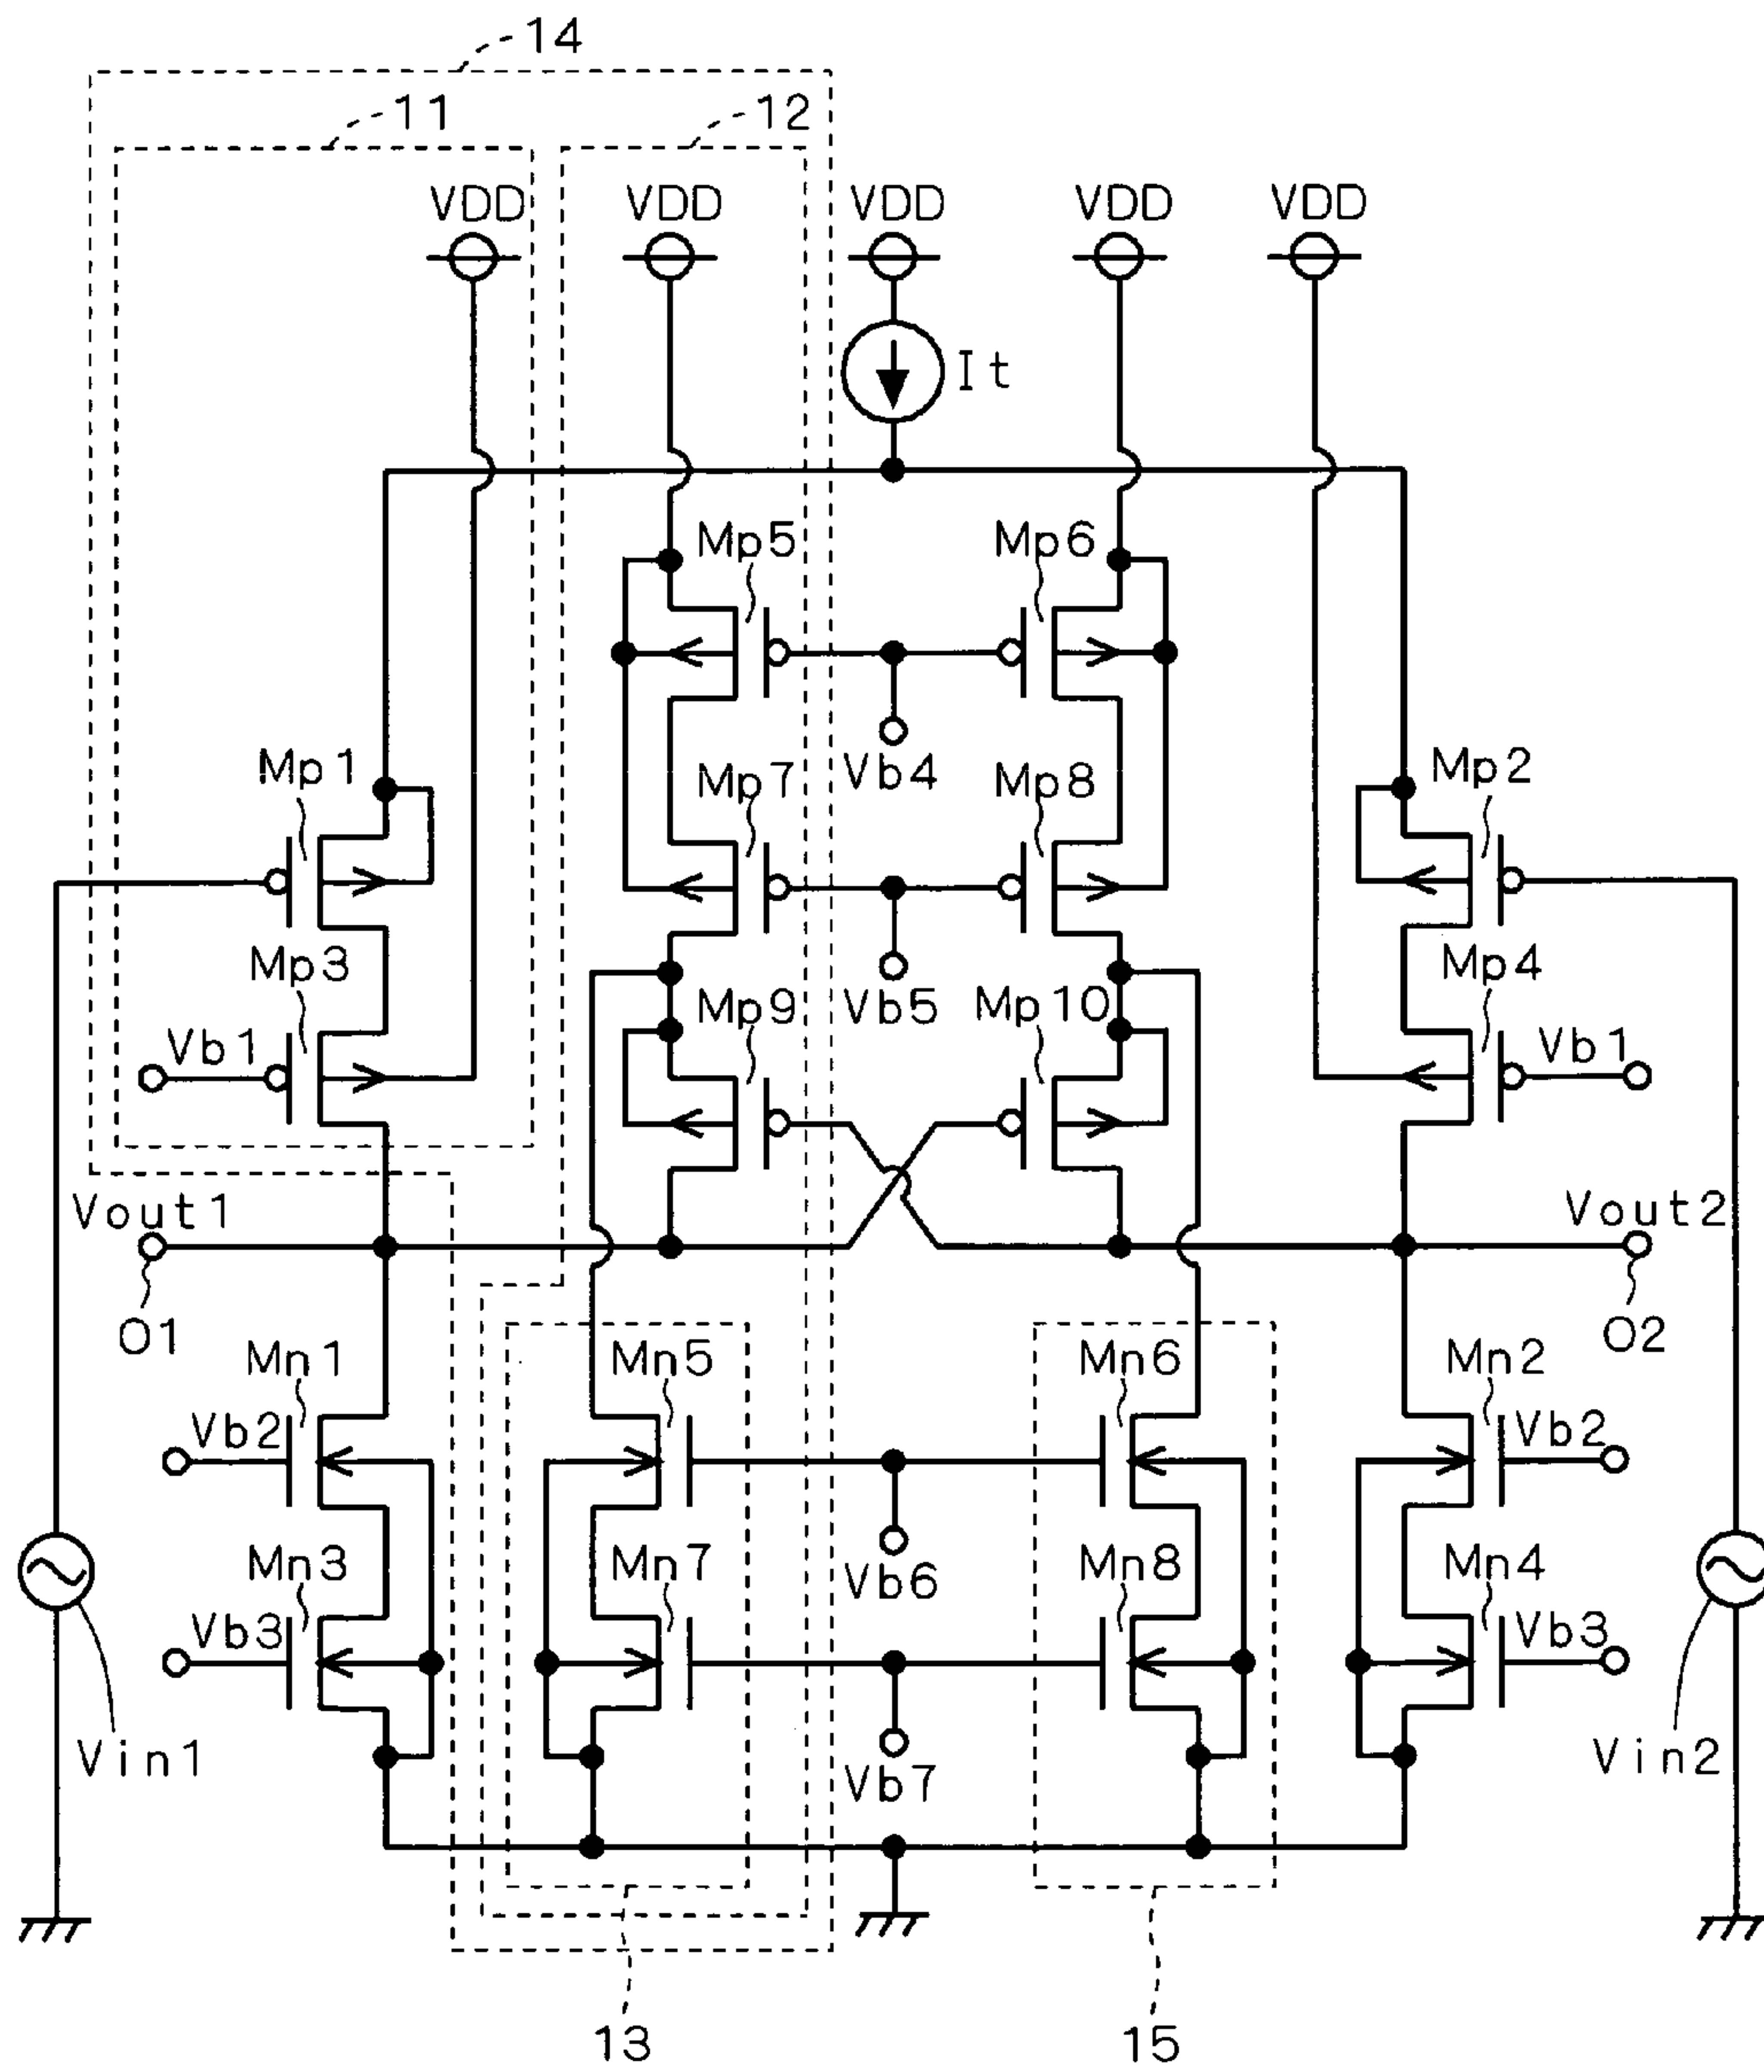 14
11
12
VDD
VDD
VDD
VDD
VDD
It
Mp5
Mp6
Mp1
Mp7
Vb4
Mp8
Mp2
Mp3
Mp9
Vb5
Mp10
Mp4
Vb1
Vb1
Vout1
Vout2
O1
O2
Mn1
Mn5
Mn6
Mn2
Vb2
Vb2
Mn3
Mn7
Vb6
Mn8
Mn4
Vb3
Vb3
Vin1
Vb7
Vin2
13
15